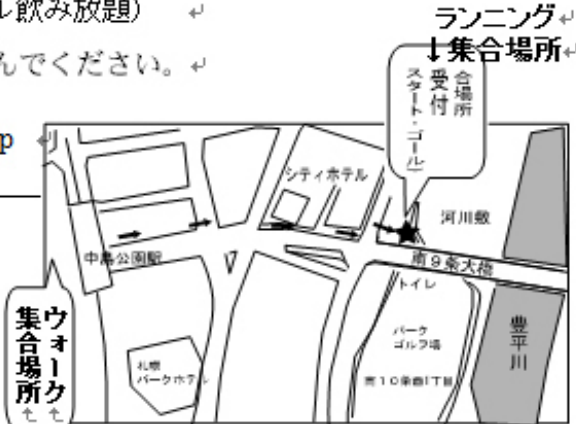 ル飲み放題)
んでください。
p
ランニング
↓集合場所
合場所
受付
スタート・ゴール)
シティホテル
河川敷
中島公園駅
南9条大橋
トイレ
パーク
ゴルフ場
豊平川
札幌
パークホテル
南10条西1丁目
ウォーク
集合場所